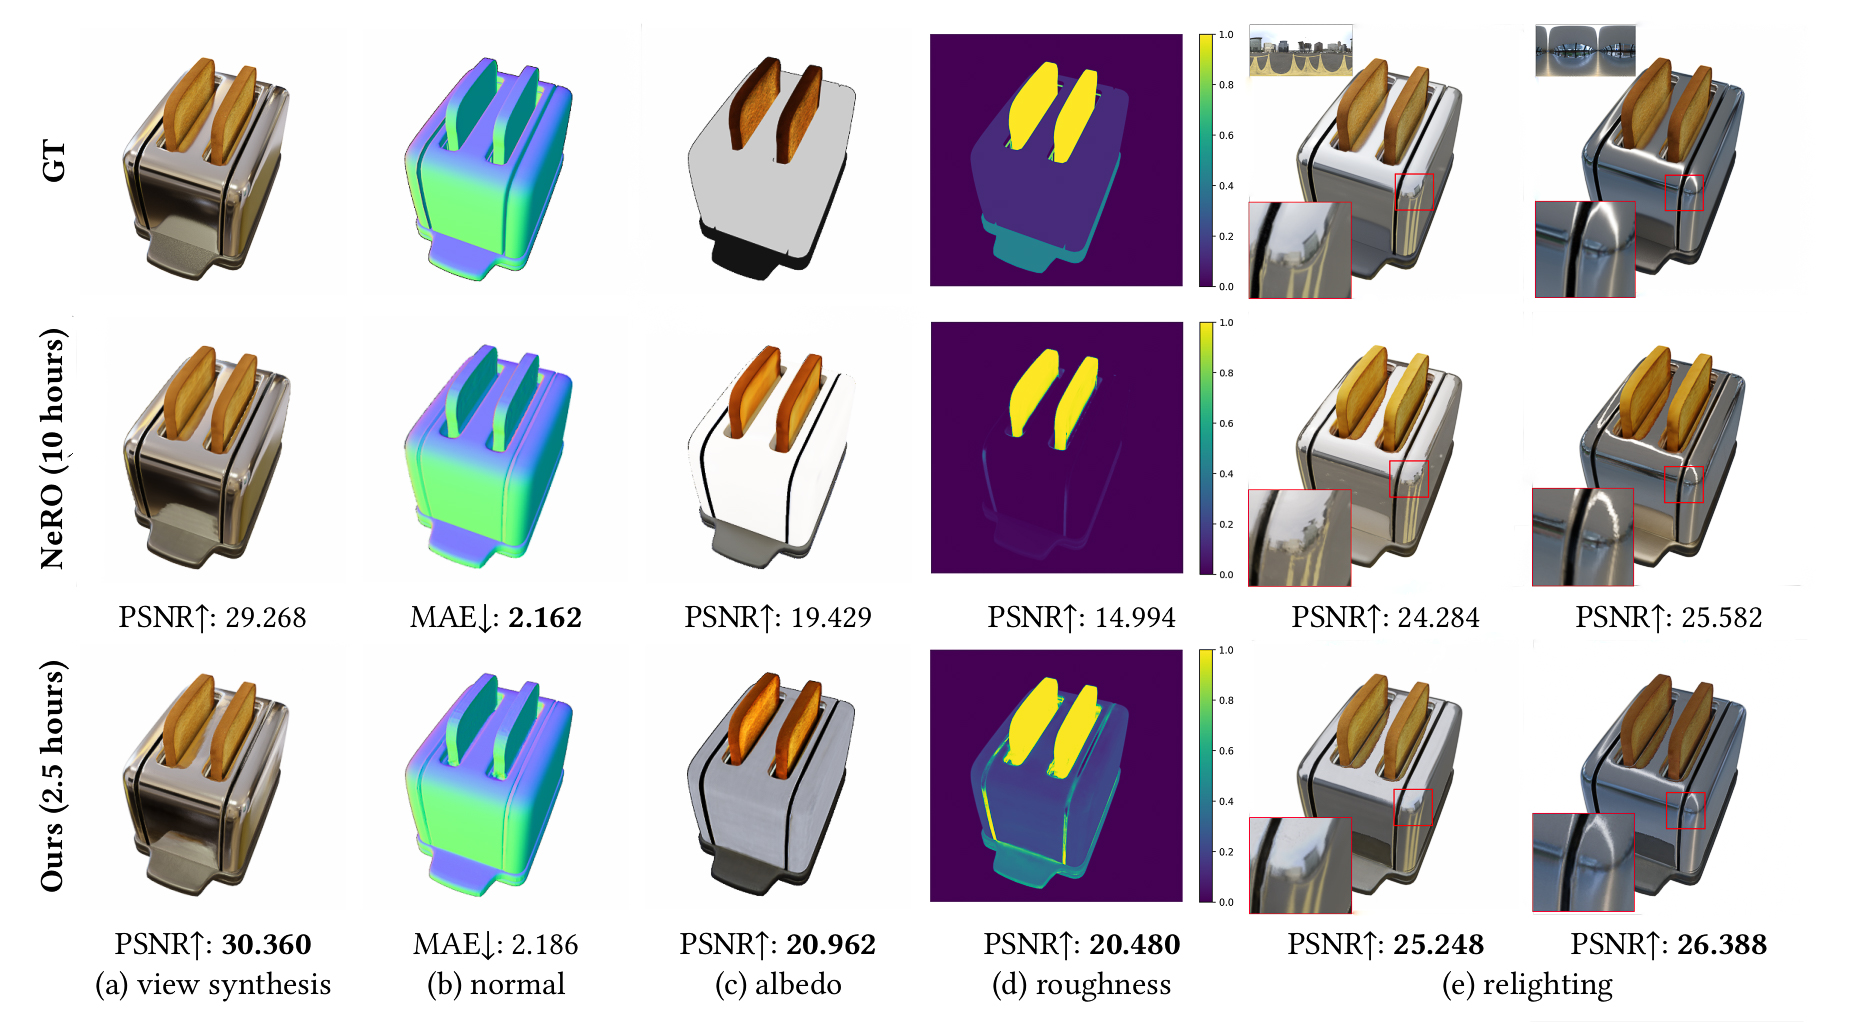 GT
1.0
0.8
0.6
0.4
0.2
0.0
NeRO (10 hours)
1.0
0.8
0.6
0.4
0.2
0.0
PSNR↑: 29.268
MAE↓: 2.162
PSNR↑: 19.429
PSNR↑: 14.994
PSNR↑: 24.284
PSNR↑: 25.582
Ours (2.5 hours)
1.0
0.8
0.6
0.4
0.2
0.0
PSNR↑: 30.360
MAE↓: 2.186
PSNR↑: 20.962
PSNR↑: 20.480
PSNR↑: 25.248
PSNR↑: 26.388
(a) view synthesis
(b) normal
(c) albedo
(d) roughness
(e) relighting